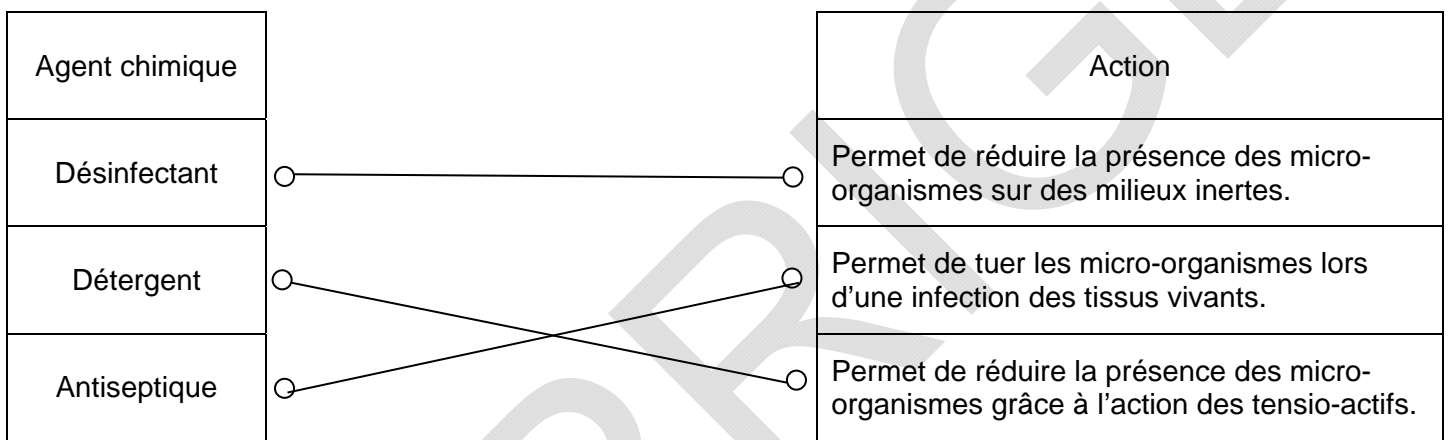 Agent chimique
Action
Désinfectant
Permet de réduire la présence des micro-
organismes sur des milieux inertes.
Détergent
Permet de tuer les micro-organismes lors
d’une infection des tissus vivants.
Antiseptique
Permet de réduire la présence des micro-
organismes grâce à l’action des tensio-actifs.